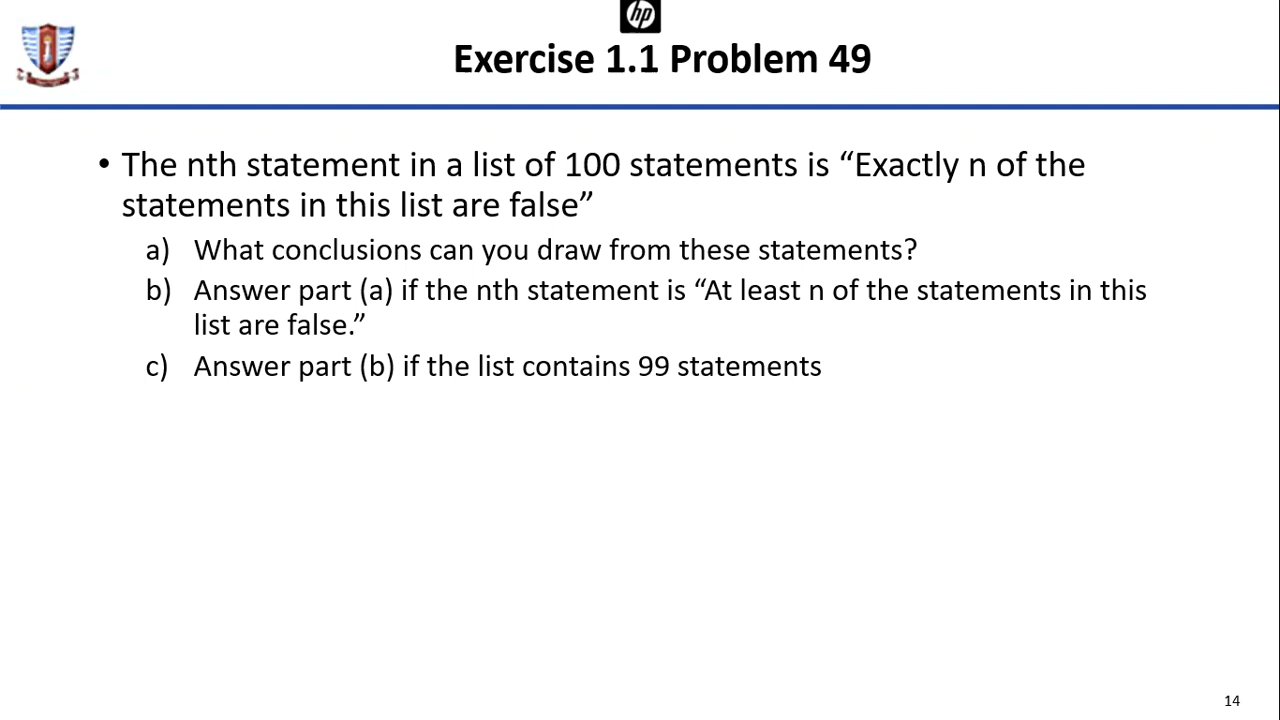 hp
Exercise 1.1 Problem 49
• The nth statement in a list of 100 statements is “Exactly n of the
statements in this list are false”
a) What conclusions can you draw from these statements?
b) Answer part (a) if the nth statement is “At least n of the statements in this
list are false.”
c) Answer part (b) if the list contains 99 statements
14